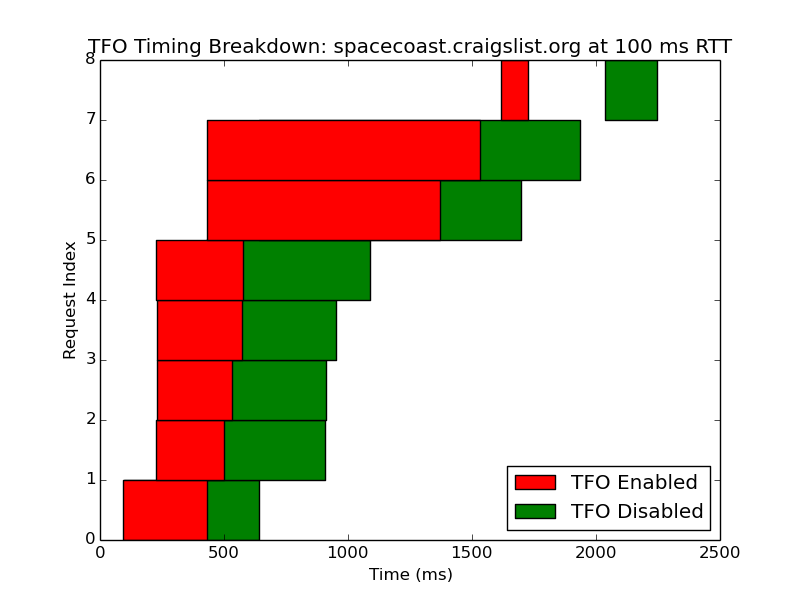 TFO Timing Breakdown: spacecoast.craigslist.org at 100 ms RTT
8
7
6
5
4
3
2
1
0
Request Index
0 500 1000 1500 2000 2500
Time (ms)
TFO Enabled
TFO Disabled